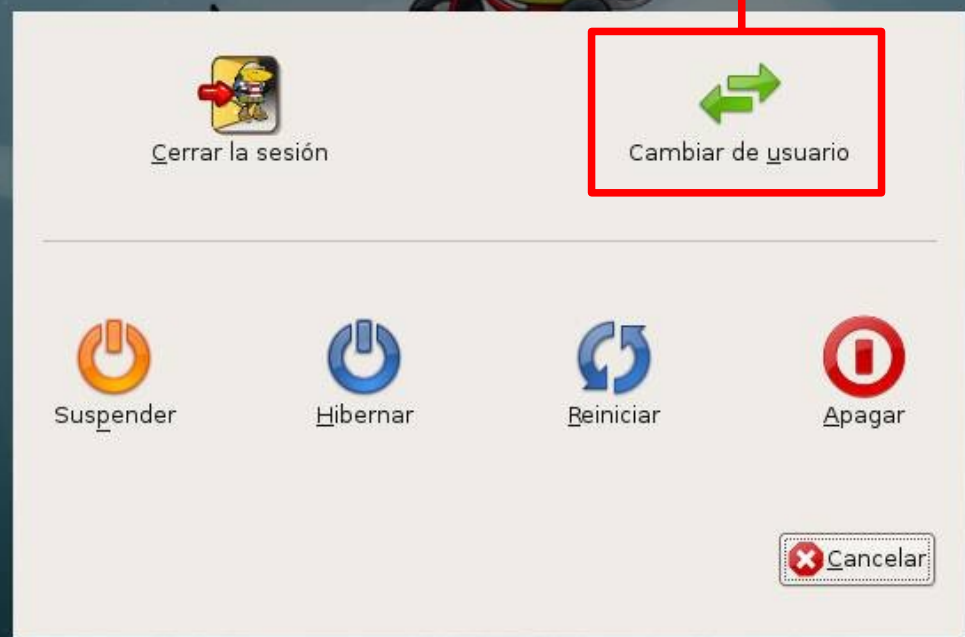 Cerrar la sesión
Cambiar de usuario
Suspender
Hibernar
Reiniciar
Apagar
Cancelar